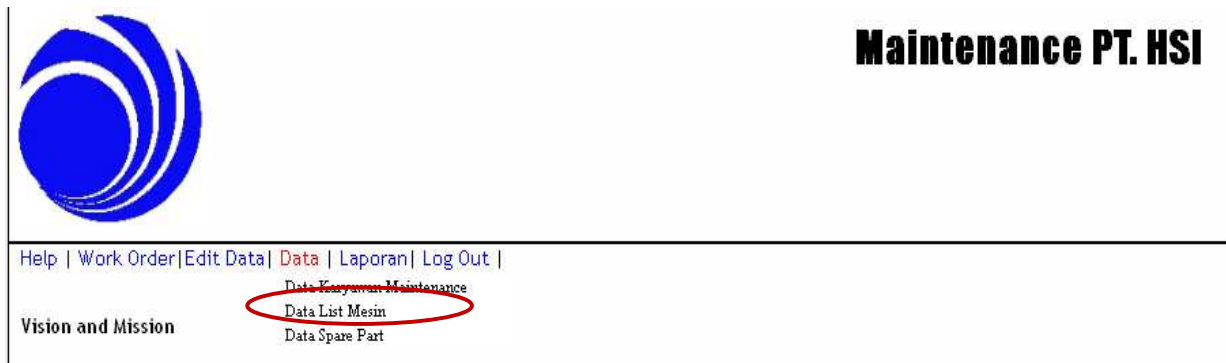 Maintenance PT. HSI
Help | Work Order|Edit Data| Data | Laporan| Log Out |
Data Karyawan Maintenance
Data List Mesin
Vision and Mission
Data Spare Part